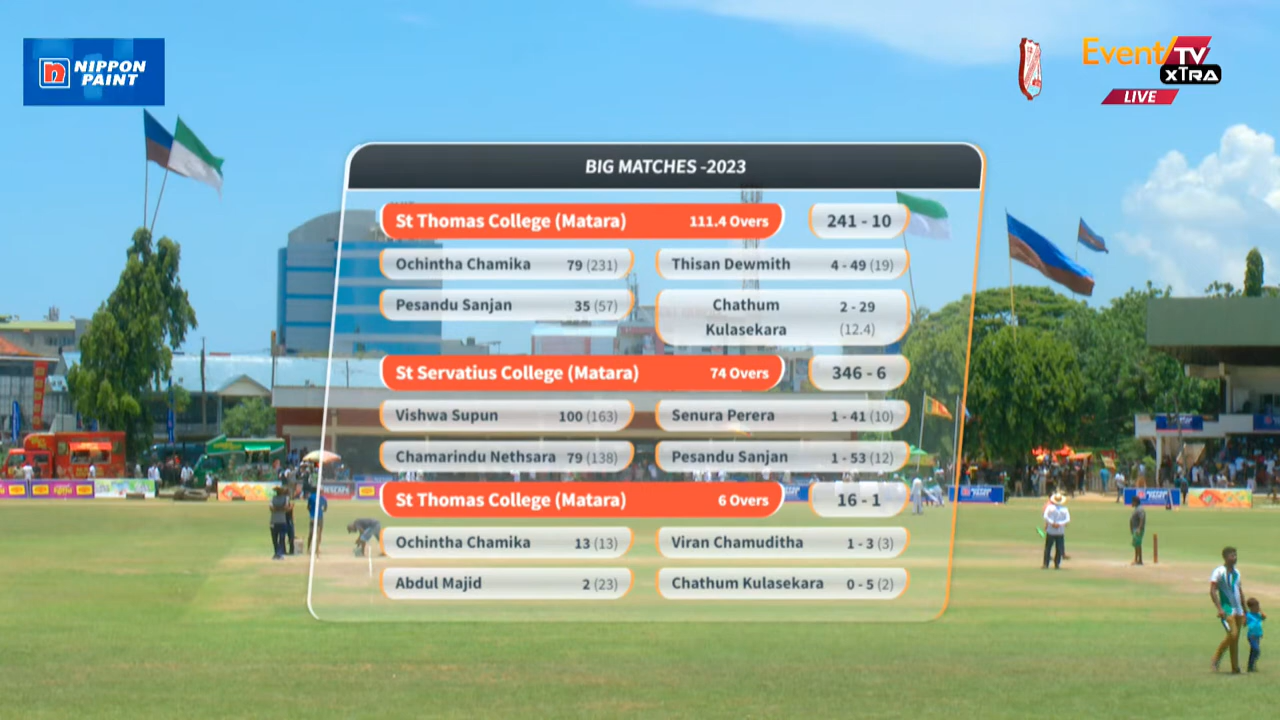 NIPPON
PAINT
Event TV
XTRA
LIVE
BIG MATCHES -2023
St Thomas College (Matara) 111.4 Overs 241 - 10
Ochintha Chamika 79 (231) Thisan Dewmith 4 - 49 (19)
Pesandu Sanjan 35 (57) Chathum Kulasekara 2 - 29 (12.4)
St Servatius College (Matara) 74 Overs 346 - 6
Vishwa Supun 100 (163) Senura Perera 1 - 41 (10)
Chamarindu Nethsara 79 (138) Pesandu Sanjan 1 - 53 (12)
St Thomas College (Matara) 6 Overs 16 - 1
Ochintha Chamika 13 (13) Viran Chamuditha 1 - 3 (3)
Abdul Majid 2 (23) Chathum Kulasekara 0 - 5 (2)